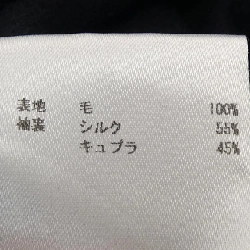 表地 毛 100%
袖裏 シルク 55%
キュプラ 45%